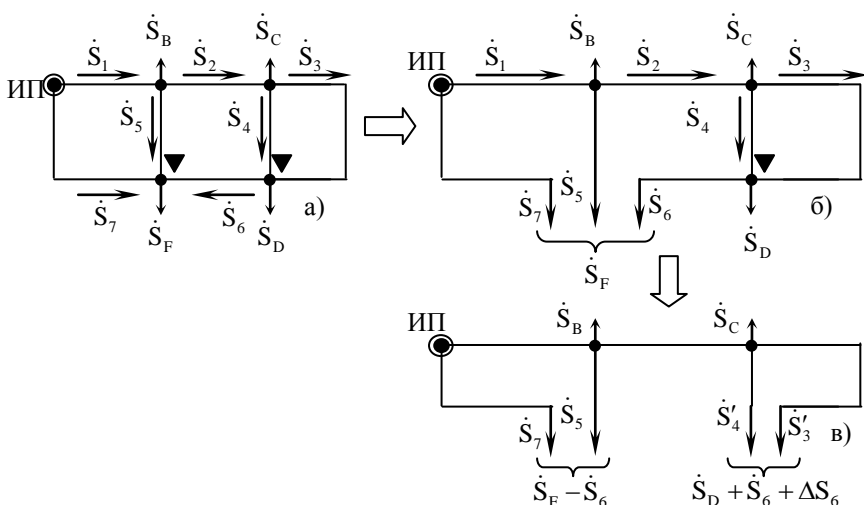 Ṡ_B Ṡ_C
Ṡ₁ Ṡ₂ Ṡ₃
ИП
Ṡ₅ Ṡ₄
Ṡ₇ Ṡ₆ а)
Ṡ_F Ṡ_D
Ṡ_B Ṡ_C
Ṡ₁ Ṡ₂ Ṡ₃
ИП
Ṡ₄
Ṡ₇ Ṡ₅ Ṡ₆ б)
Ṡ_D
Ṡ_F
Ṡ_B Ṡ_C
ИП
Ṡ₇ Ṡ₅ Ṡ′₄ Ṡ′₃ в)
Ṡ_F − Ṡ₆ Ṡ_D + Ṡ₆ + ΔS₆